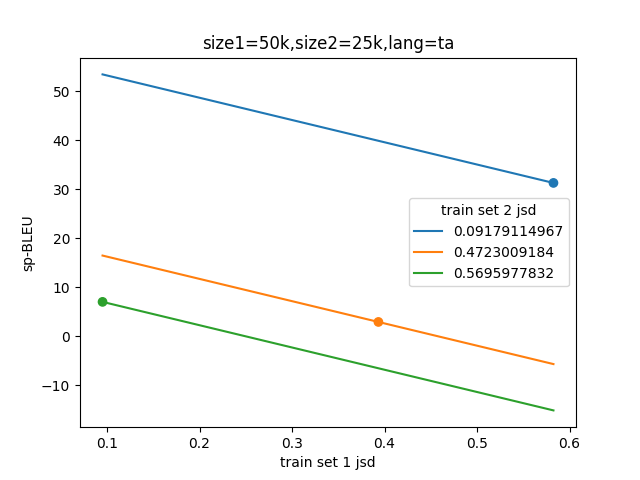 size1=50k,size2=25k,lang=ta
50
40
30
20
10
0
−10
sp-BLEU
train set 2 jsd
0.09179114967
0.4723009184
0.5695977832
0.1 0.2 0.3 0.4 0.5 0.6
train set 1 jsd